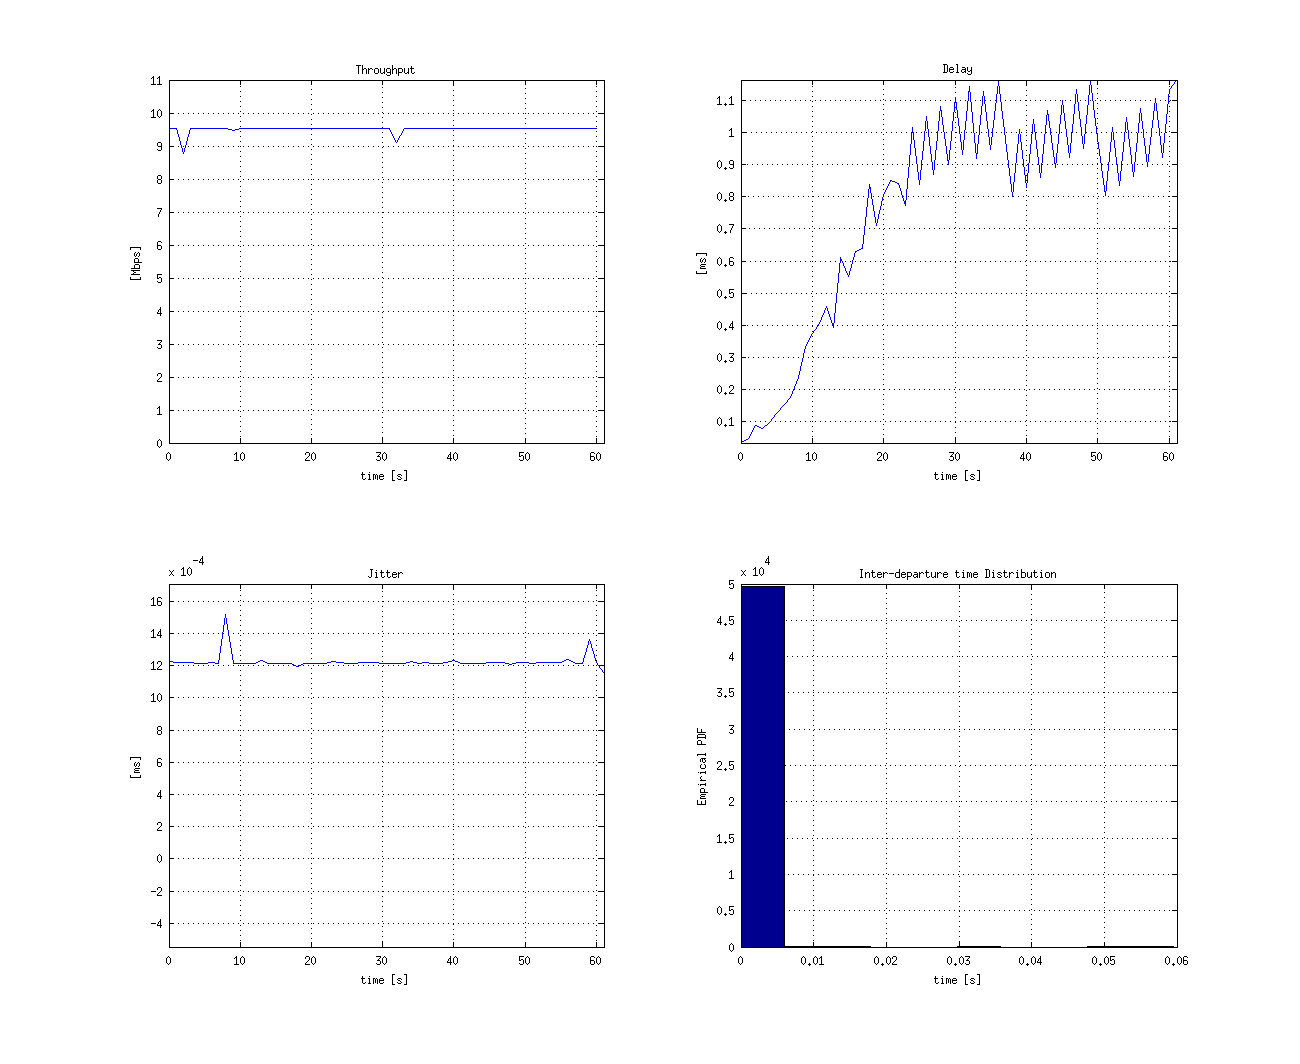 Throughput
11
10
9
8
7
6
5
4
3
2
1
0
[Mbps]
0 10 20 30 40 50 60
time [s]
Delay
1.1
1
0.9
0.8
0.7
0.6
0.5
0.4
0.3
0.2
0.1
[ms]
0 10 20 30 40 50 60
time [s]
x 10^-4
Jitter
16
14
12
10
8
6
4
2
0
-2
-4
[ms]
0 10 20 30 40 50 60
time [s]
x 10^4
Inter-departure time Distribution
5
4.5
4
3.5
3
2.5
2
1.5
1
0.5
0
Empirical PDF
0 0.01 0.02 0.03 0.04 0.05 0.06
time [s]